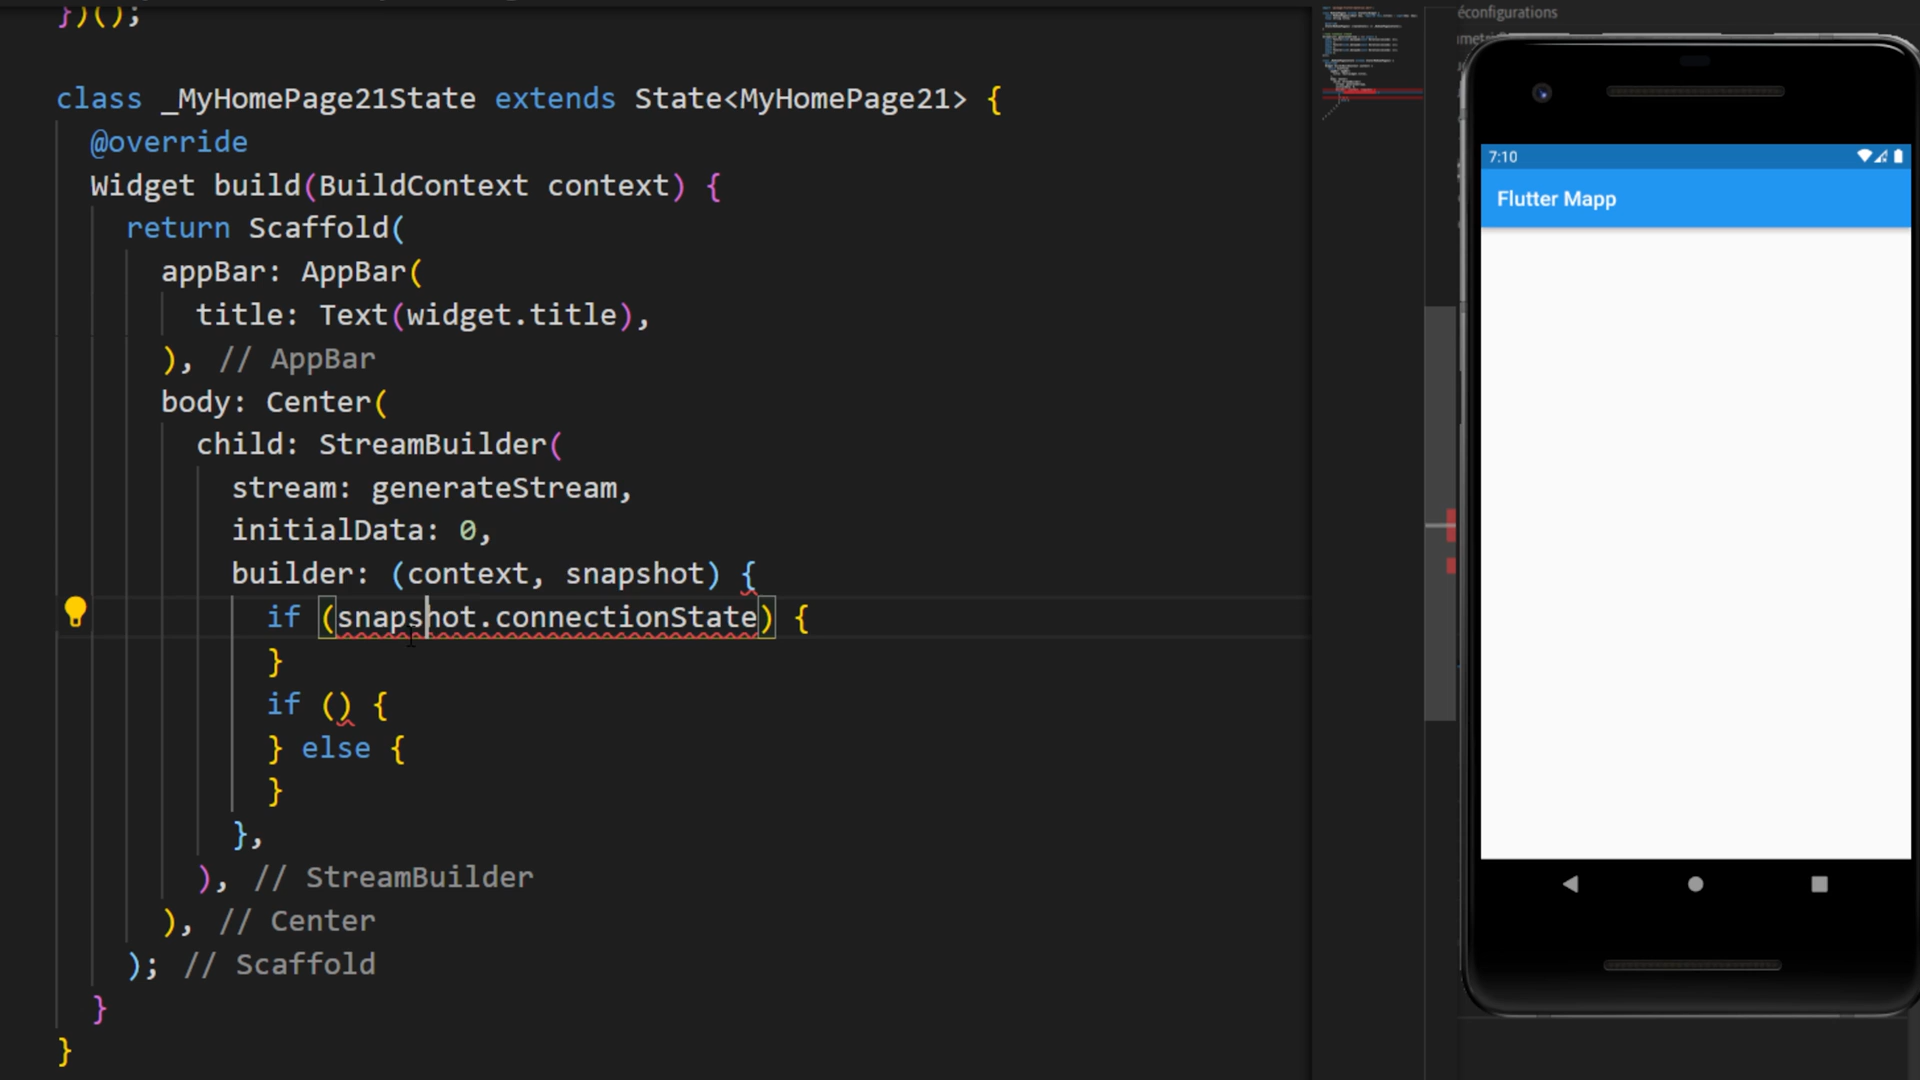 })();
class _MyHomePage21State extends State<MyHomePage21> {
@override
Widget build(BuildContext context) {
return Scaffold(
appBar: AppBar(
title: Text(widget.title),
), // AppBar
body: Center(
child: StreamBuilder(
stream: generateStream,
initialData: 0,
builder: (context, snapshot) {
if (snapshot.connectionState) {
}
if () {
} else {
}
},
), // StreamBuilder
), // Center
); // Scaffold
}
}
éconfigurations
7:10
Flutter Mapp